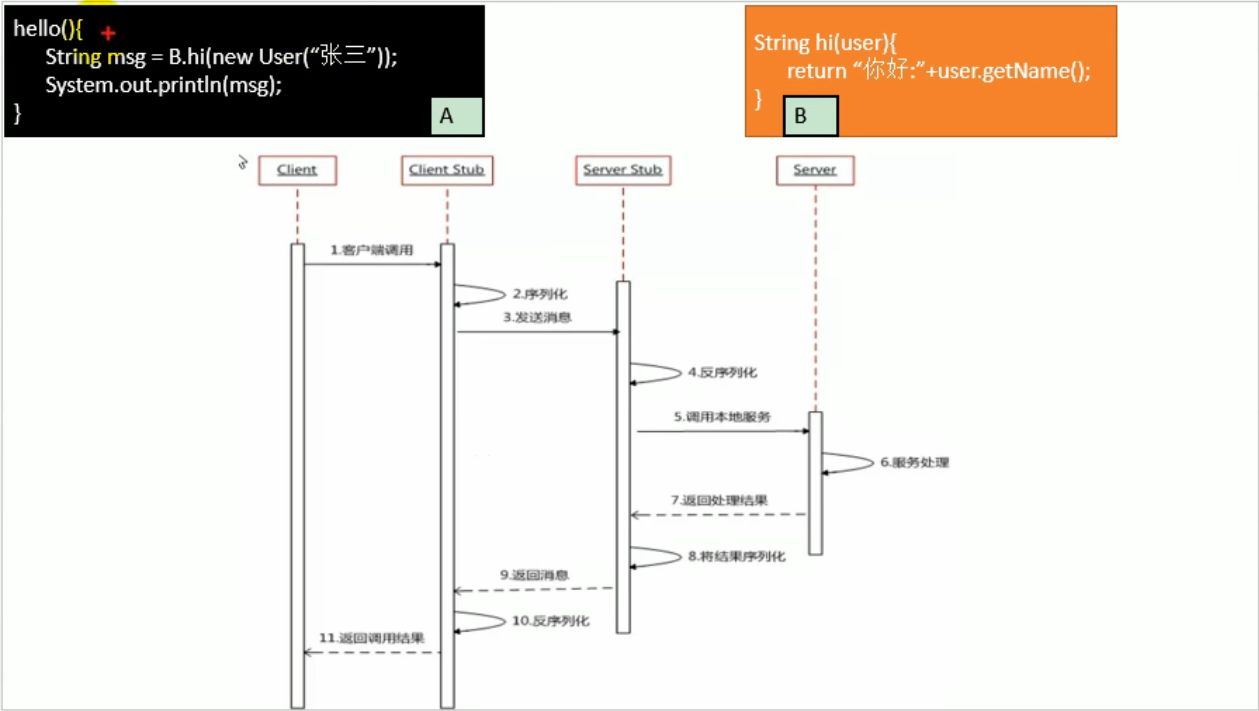 hello(){
String msg = B.hi(new User(“张三”));
System.out.println(msg);
}
A
String hi(user){
return “你好:”+user.getName();
}
B
Client
Client Stub
Server Stub
Server
1.客户端调用
2.序列化
3.发送消息
4.反序列化
5.调用本地服务
6.服务处理
7.返回处理结果
8.将结果序列化
9.返回消息
10.反序列化
11.返回调用结果